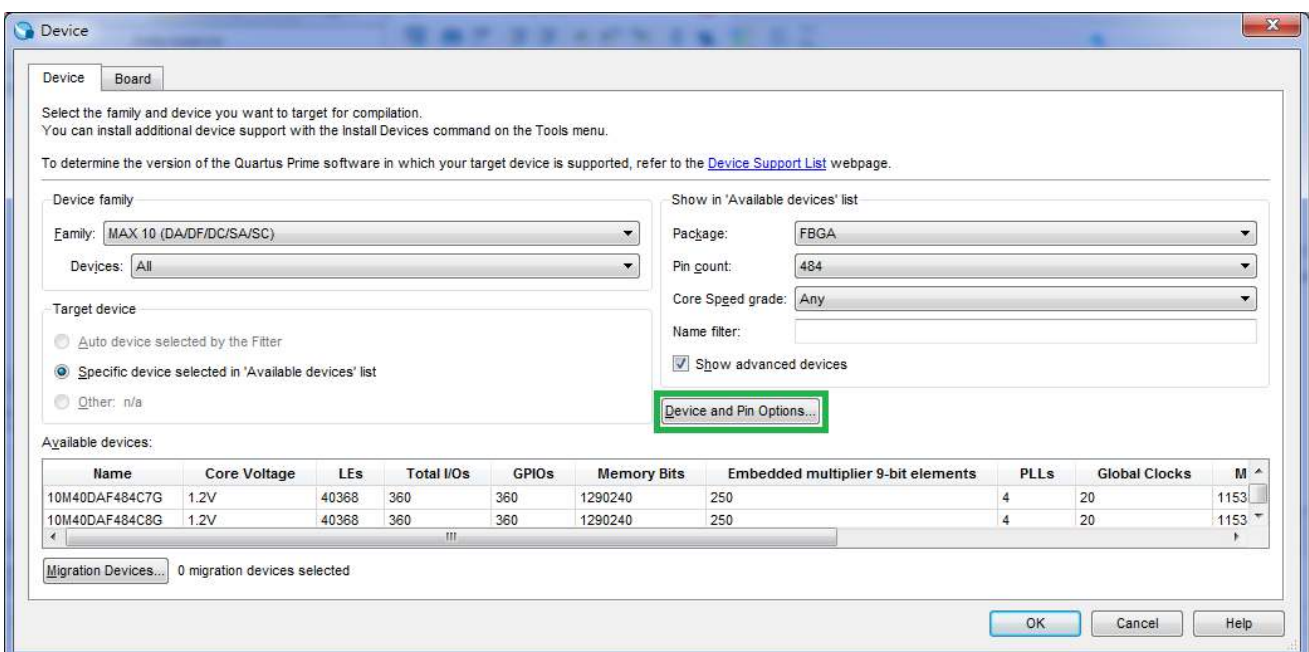 Device
Device Board
Select the family and device you want to target for compilation.
You can install additional device support with the Install Devices command on the Tools menu.
To determine the version of the Quartus Prime software in which your target device is supported, refer to the Device Support List webpage.
Device family
Family: MAX 10 (DA/DF/DC/SA/SC)
Devices: All
Target device
Auto device selected by the Fitter
Specific device selected in 'Available devices' list
Other: n/a
Show in 'Available devices' list
Package: FBGA
Pin count: 484
Core Speed grade: Any
Name filter:
Show advanced devices
Device and Pin Options...
Available devices:
Name Core Voltage LEs Total I/Os GPIOs Memory Bits Embedded multiplier 9-bit elements PLLs Global Clocks M
10M40DAF484C7G 1.2V 40368 360 360 1290240 250 4 20 1153
10M40DAF484C8G 1.2V 40368 360 360 1290240 250 4 20 1153
Migration Devices... 0 migration devices selected
OK Cancel Help